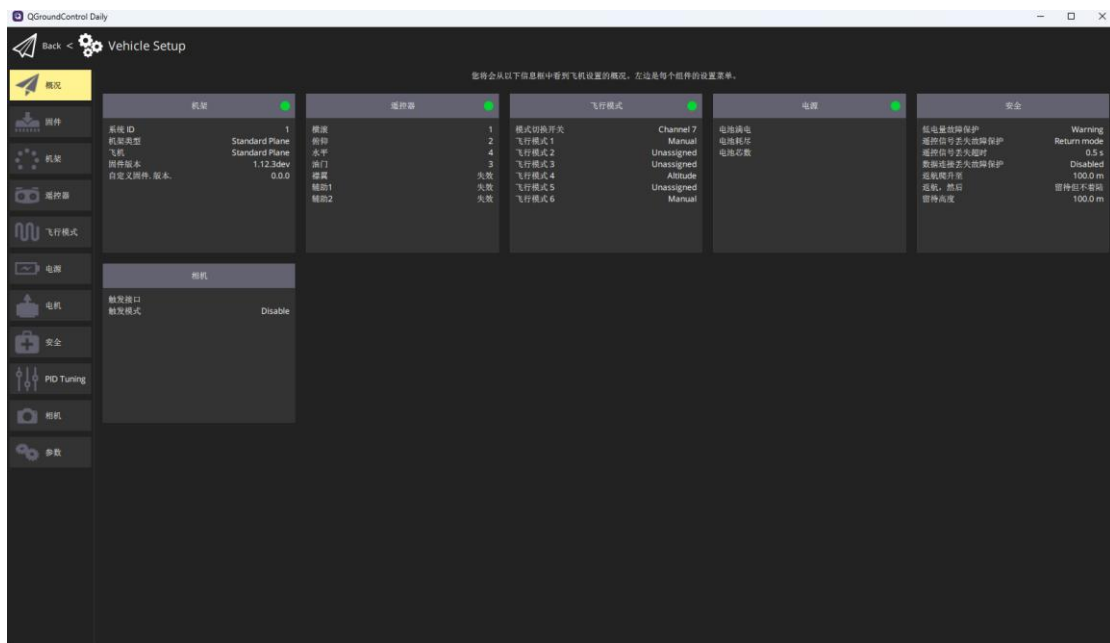 QGroundControl Daily
Back < Vehicle Setup
您将会从以下信息框中看到飞机设置的概况。左边是每个组件的设置菜单。
概况
固件
机架
遥控器
飞行模式
电源
电机
安全
PID Tuning
相机
参数
机架
系统 ID 1
机架类型 Standard Plane
飞机 Standard Plane
固件版本 1.12.3dev
自定义固件. 版本. 0.0.0
遥控器
横滚 1
俯仰 2
水平 4
油门 3
襟翼 失效
辅助1 失效
辅助2 失效
飞行模式
模式切换开关 Channel 7
飞行模式 1 Manual
飞行模式 2 Unassigned
飞行模式 3 Unassigned
飞行模式 4 Altitude
飞行模式 5 Unassigned
飞行模式 6 Manual
电源
电池满电
电池耗尽
电池芯数
安全
低电量故障保护 Warning
遥控信号丢失故障保护 Return mode
遥控信号丢失超时 0.5 s
数据连接丢失故障保护 Disabled
返航爬升至 100.0 m
返航，然后 留待但不着陆
留待高度 100.0 m
相机
触发接口
触发模式 Disable